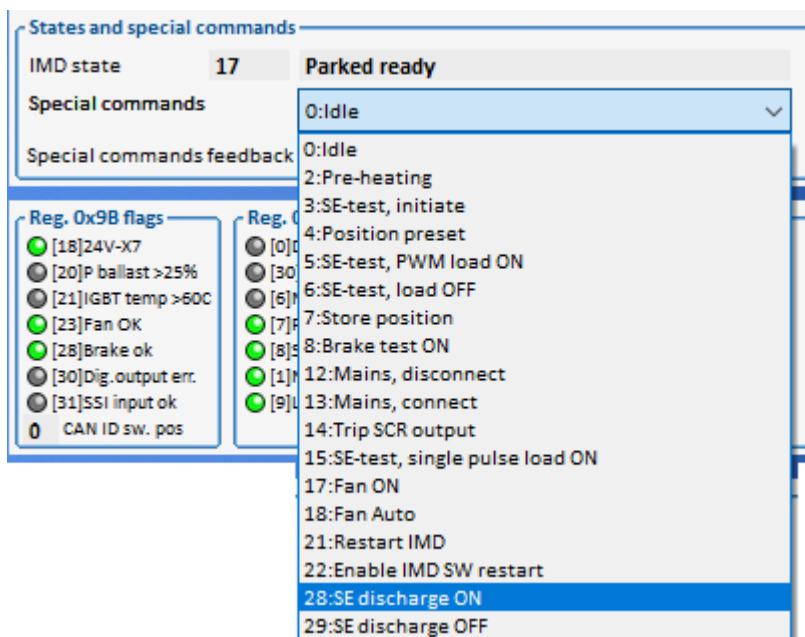 States and special commands
IMD state 17 Parked ready
Special commands 0:Idle
Special commands feedback
0:Idle
2:Pre-heating
3:SE-test, initiate
4:Position preset
5:SE-test, PWM load ON
6:SE-test, load OFF
7:Store position
8:Brake test ON
12:Mains, disconnect
13:Mains, connect
14:Trip SCR output
15:SE-test, single pulse load ON
17:Fan ON
18:Fan Auto
21:Restart IMD
22:Enable IMD SW restart
28:SE discharge ON
29:SE discharge OFF
Reg. 0x9B flags
[18]24V-X7
[20]P ballast >25%
[21]IGBT temp >60C
[23]Fan OK
[28]Brake ok
[30]Dig.output err.
[31]SSI input ok
0 CAN ID sw. pos
Reg.
[0]
[30]
[6]
[7]
[8]
[1]
[9]